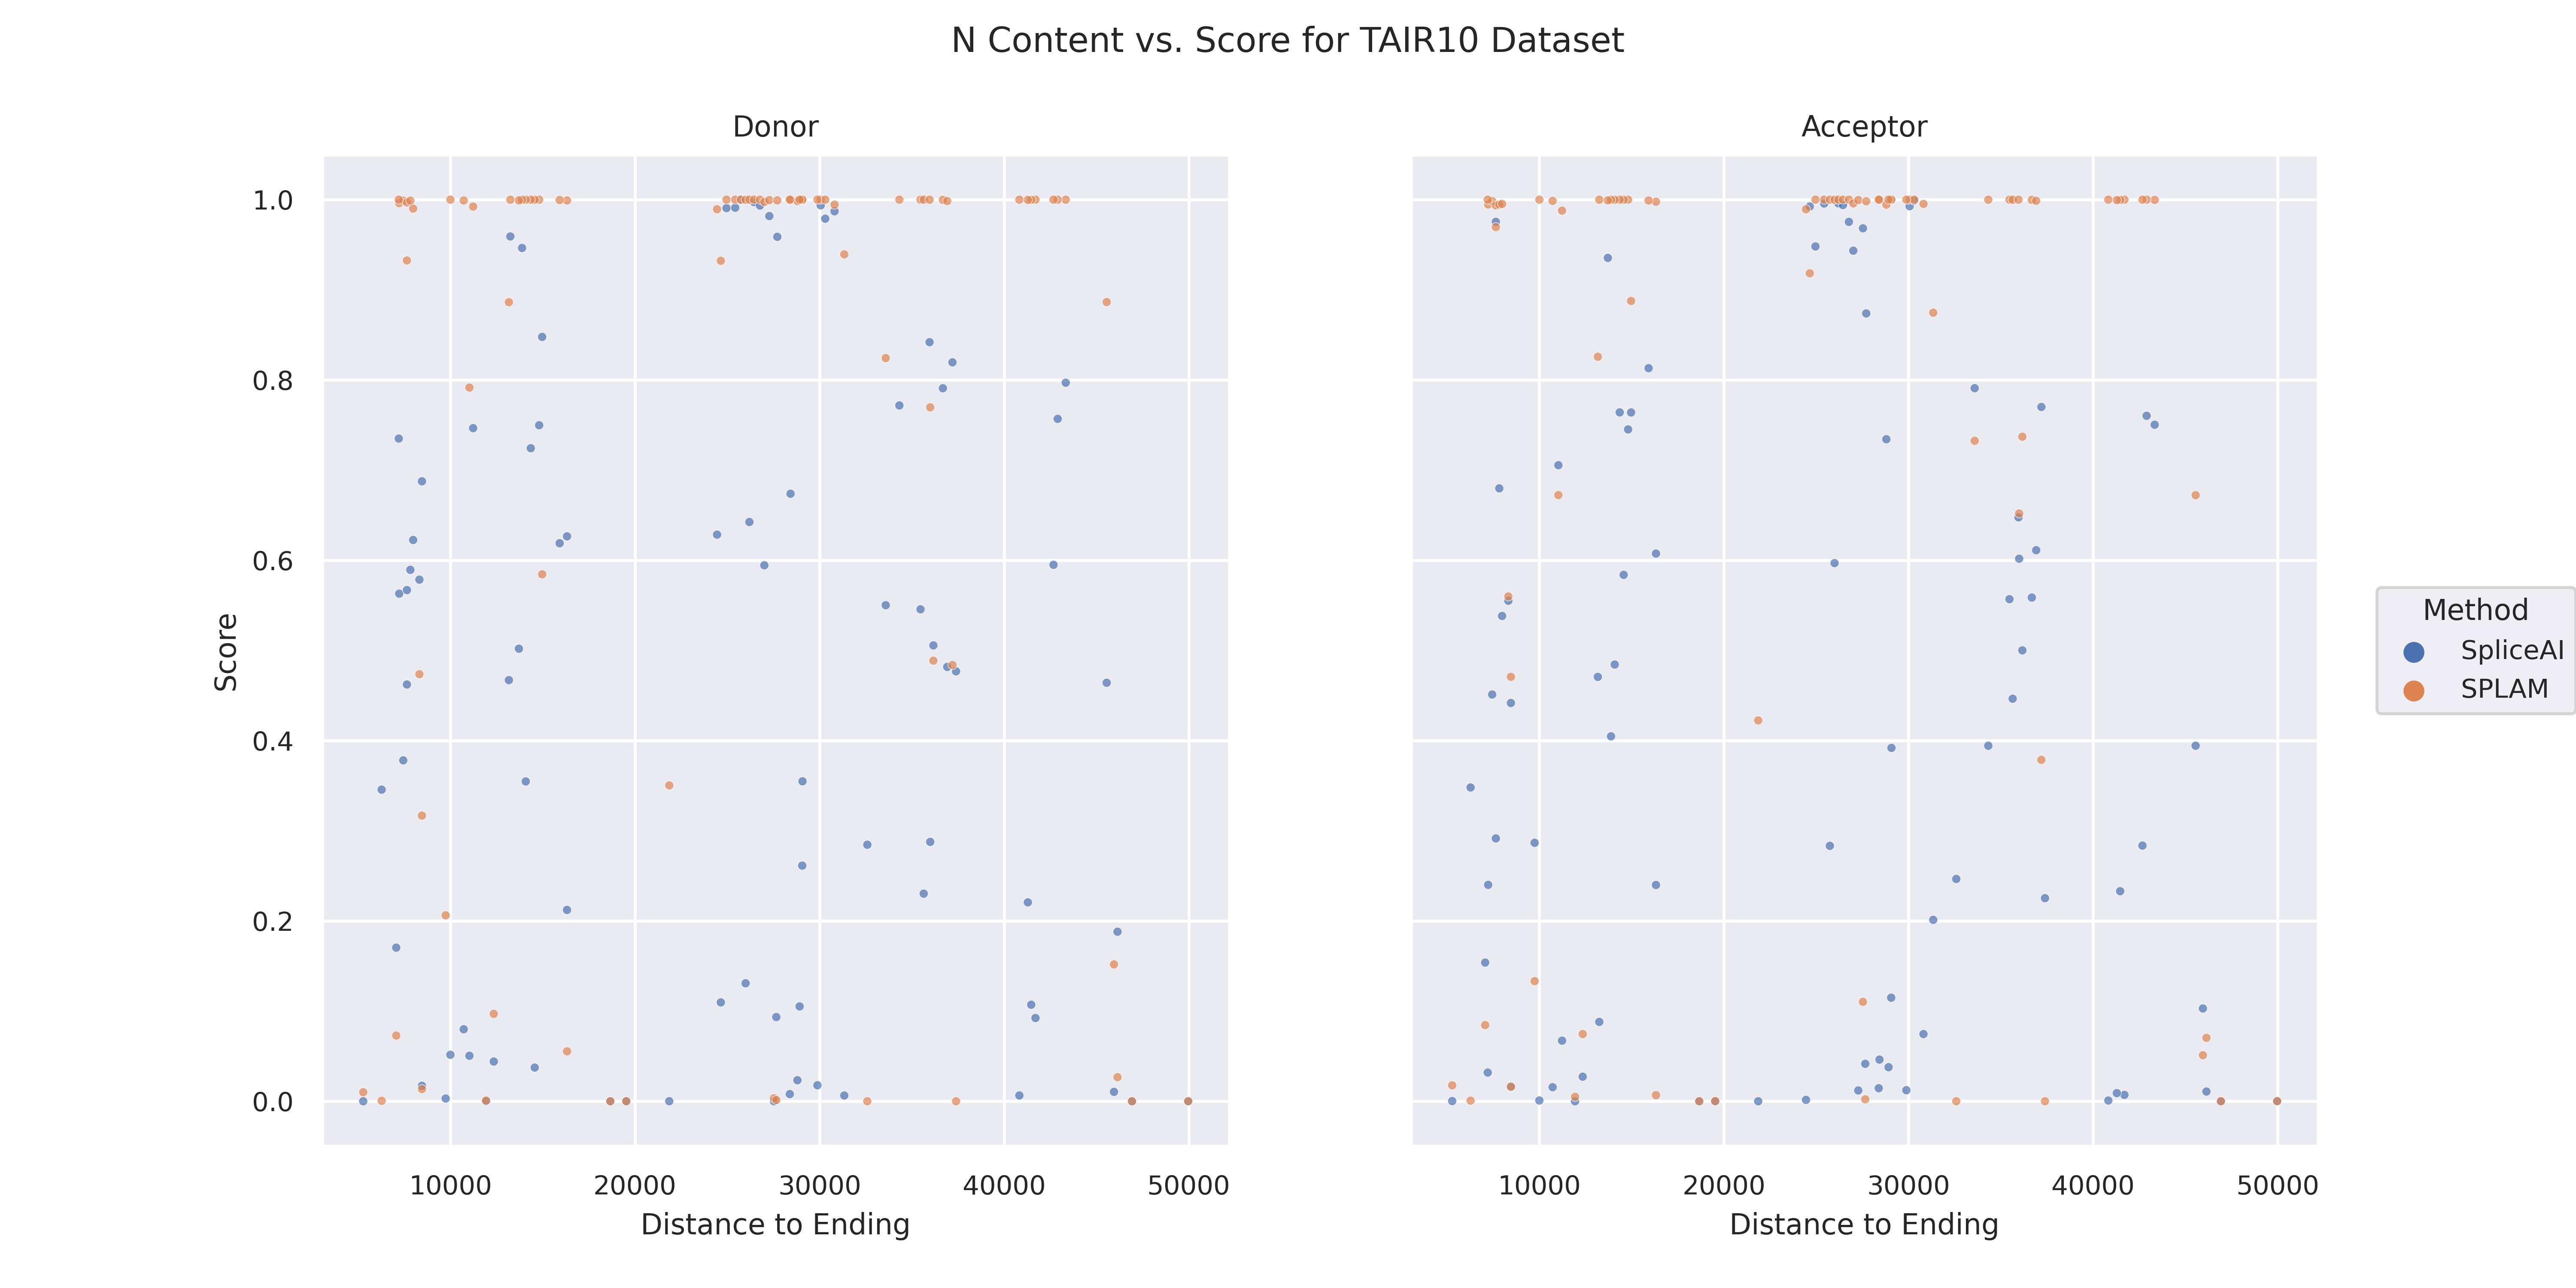 N Content vs. Score for TAIR10 Dataset
Donor
Acceptor
1.0
0.8
0.6
0.4
0.2
0.0
Score
10000 20000 30000 40000 50000
10000 20000 30000 40000 50000
Distance to Ending
Distance to Ending
Method
SpliceAI
SPLAM